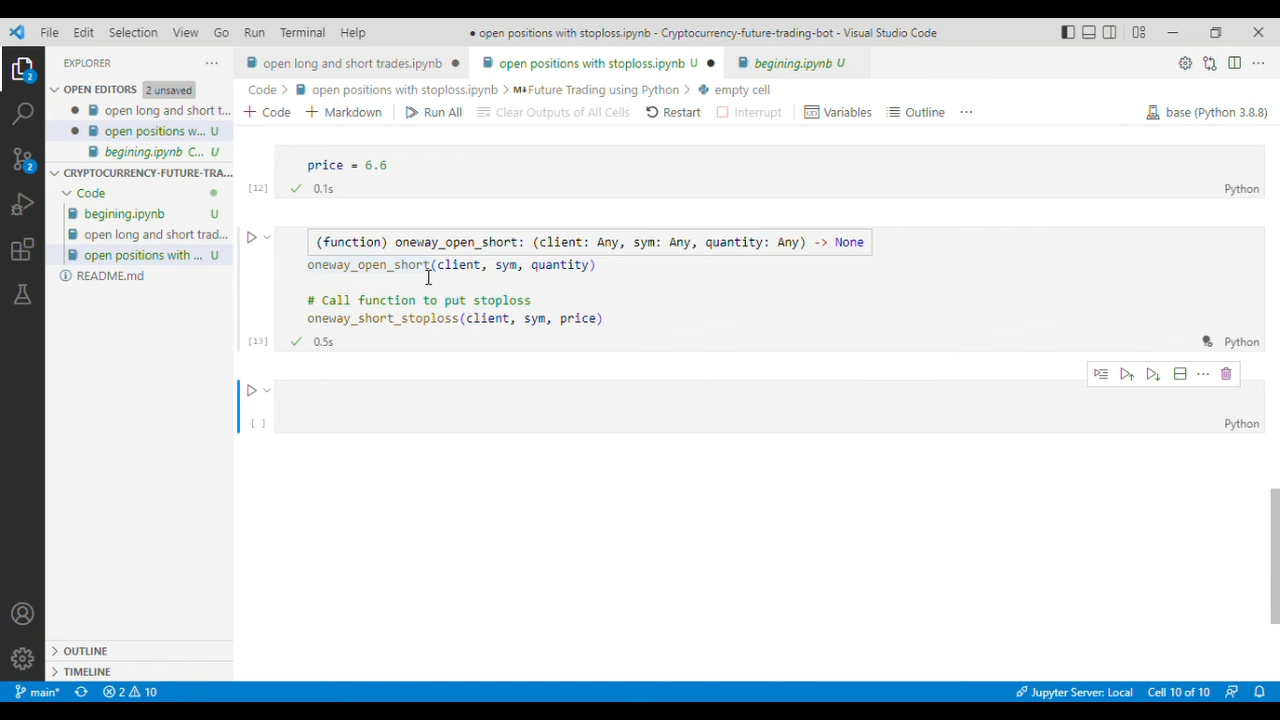 File Edit Selection View Go Run Terminal Help
● open positions with stoploss.ipynb - Cryptocurrency-future-trading-bot - Visual Studio Code
EXPLORER
open long and short trades.ipynb
open positions with stoploss.ipynb U
begining.ipynb U
OPEN EDITORS 2 unsaved
Code > open positions with stoploss.ipynb > M↓Future Trading using Python > empty cell
open long and short t...
+ Code + Markdown Run All Clear Outputs of All Cells Restart Interrupt Variables Outline ... base (Python 3.8.8)
open positions w... U
begining.ipynb C... U
CRYPTOCURRENCY-FUTURE-TRA...
Code
begining.ipynb U
open long and short trad...
open positions with ... U
README.md
price = 6.6
[12] 0.1s Python
(function) oneway_open_short: (client: Any, sym: Any, quantity: Any) -> None
oneway_open_short(client, sym, quantity)
# Call function to put stoploss
oneway_short_stoploss(client, sym, price)
[13] 0.5s Python
[ ] Python
2
2
OUTLINE
TIMELINE
main* 2 10 Jupyter Server: Local Cell 10 of 10